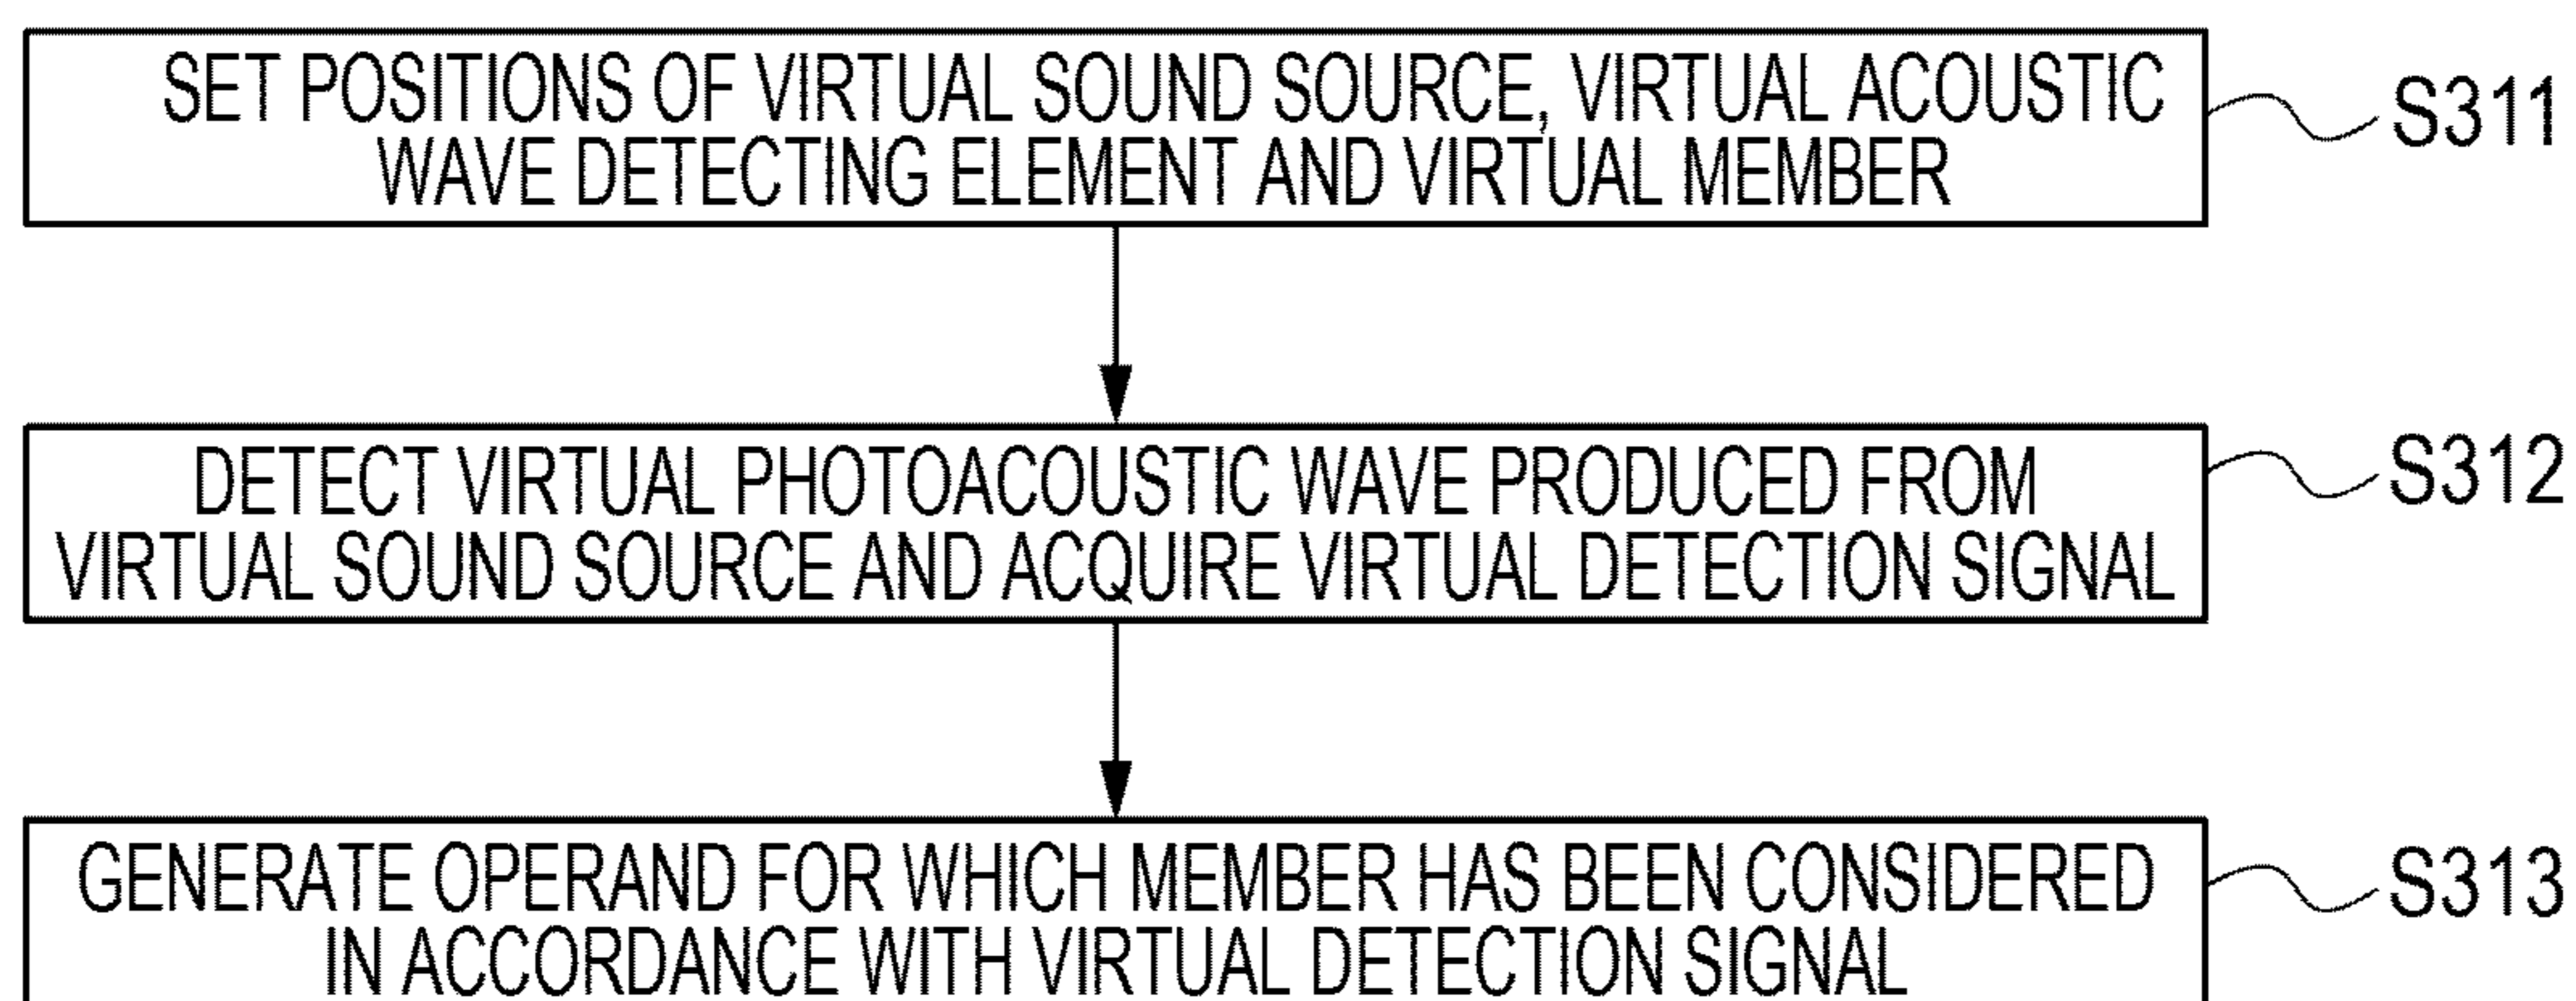 SET POSITIONS OF VIRTUAL SOUND SOURCE, VIRTUAL ACOUSTIC
WAVE DETECTING ELEMENT AND VIRTUAL MEMBER
S311
DETECT VIRTUAL PHOTOACOUSTIC WAVE PRODUCED FROM
VIRTUAL SOUND SOURCE AND ACQUIRE VIRTUAL DETECTION SIGNAL
S312
GENERATE OPERAND FOR WHICH MEMBER HAS BEEN CONSIDERED
IN ACCORDANCE WITH VIRTUAL DETECTION SIGNAL
S313